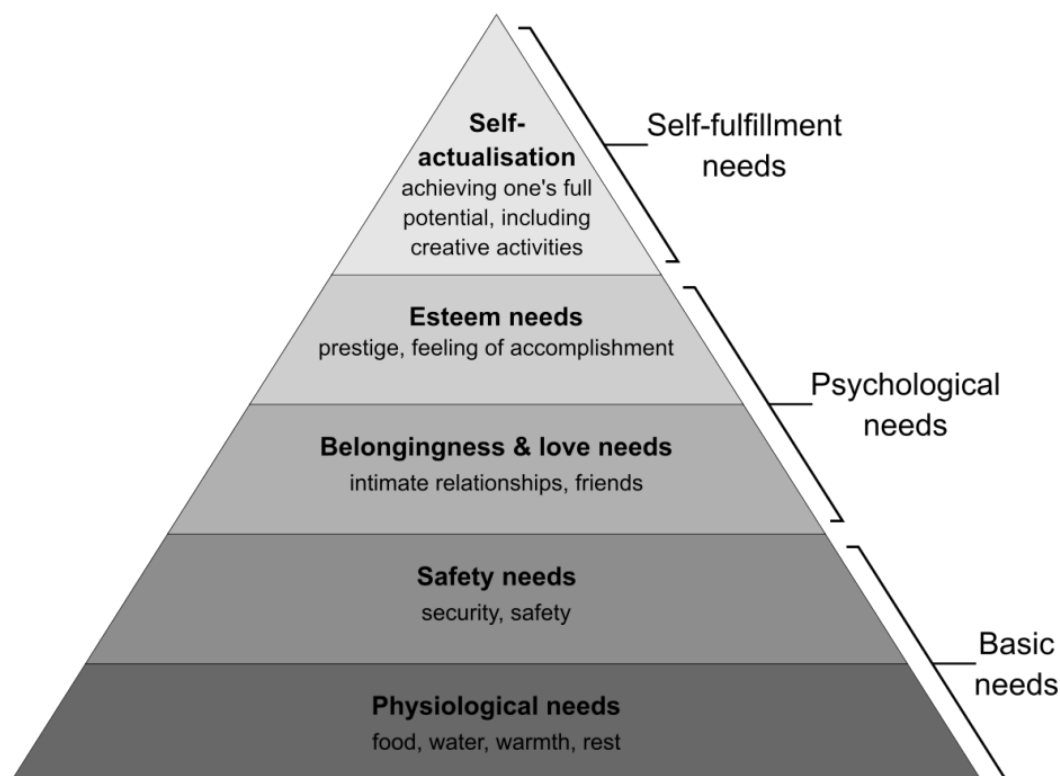 Self-
actualisation
achieving one's full
potential, including
creative activities
Self-fulfillment
needs
Esteem needs
prestige, feeling of accomplishment
Psychological
needs
Belongingness & love needs
intimate relationships, friends
Safety needs
security, safety
Basic
needs
Physiological needs
food, water, warmth, rest